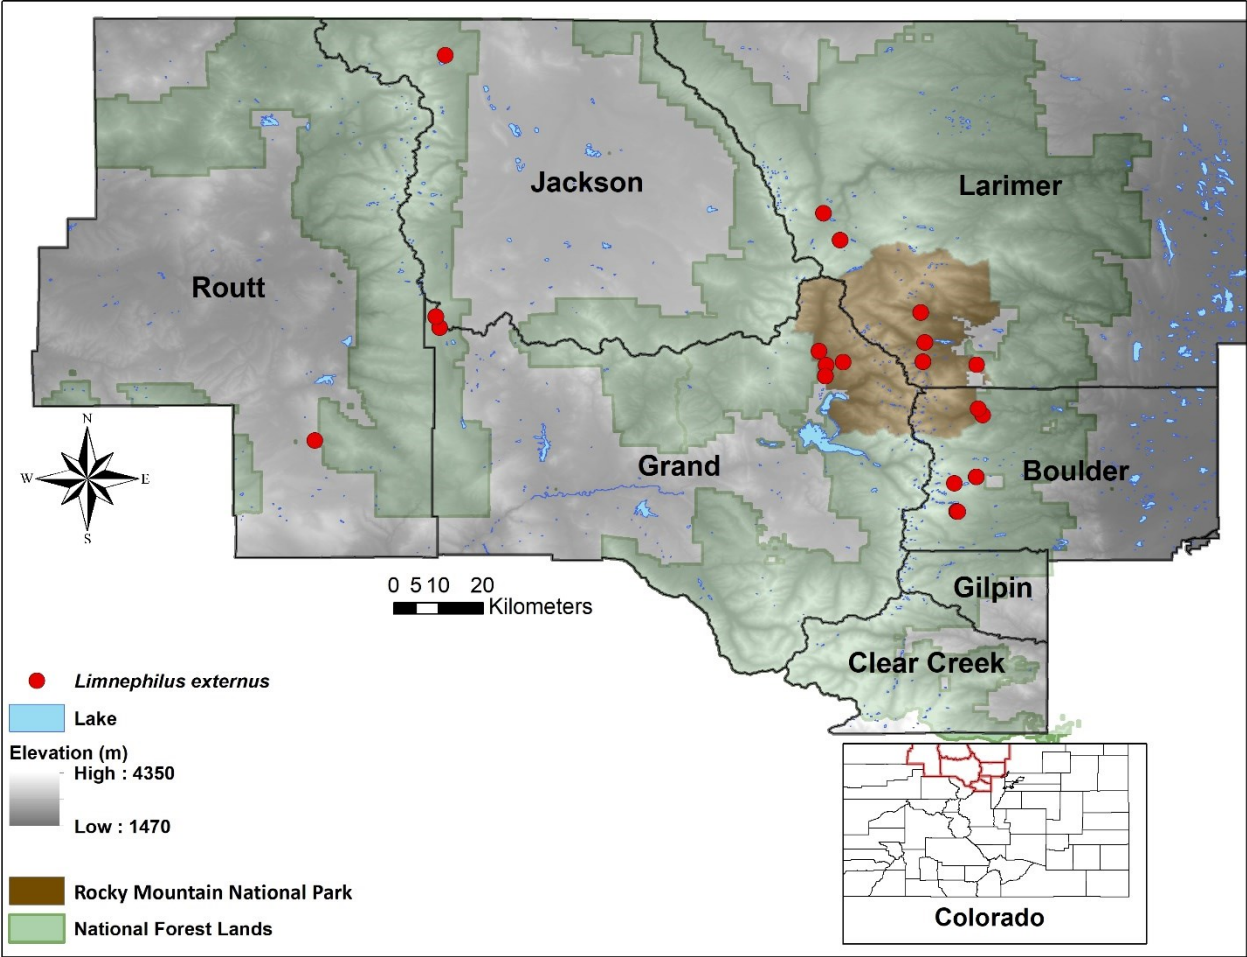 Jackson
Larimer
Routt
N
W
E
S
Grand
Boulder
Gilpin
Clear Creek
0 5 10 20
Kilometers
Limnephilus externus
Lake
Elevation (m)
High : 4350
Low : 1470
Rocky Mountain National Park
National Forest Lands
Colorado